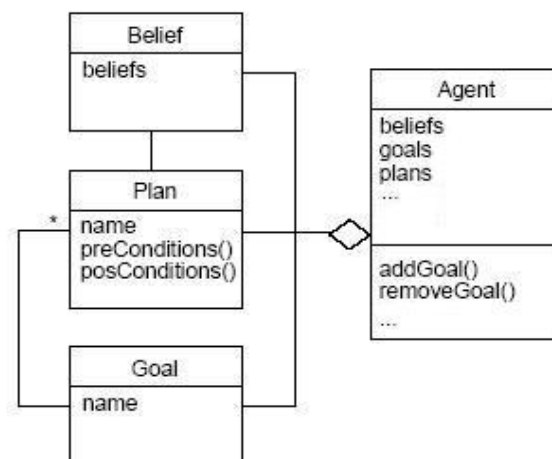 Belief
beliefs
Plan
*
name
preConditions()
posConditions()
Goal
name
Agent
beliefs
goals
plans
...
addGoal()
removeGoal()
...